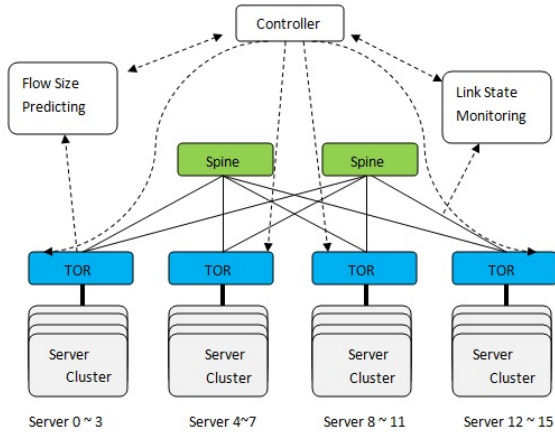 Controller
Flow Size
Predicting
Link State
Monitoring
Spine
Spine
TOR
TOR
TOR
TOR
Server
Cluster
Server
Cluster
Server
Cluster
Server
Cluster
Server 0 ~ 3
Server 4~7
Server 8 ~ 11
Server 12 ~ 15